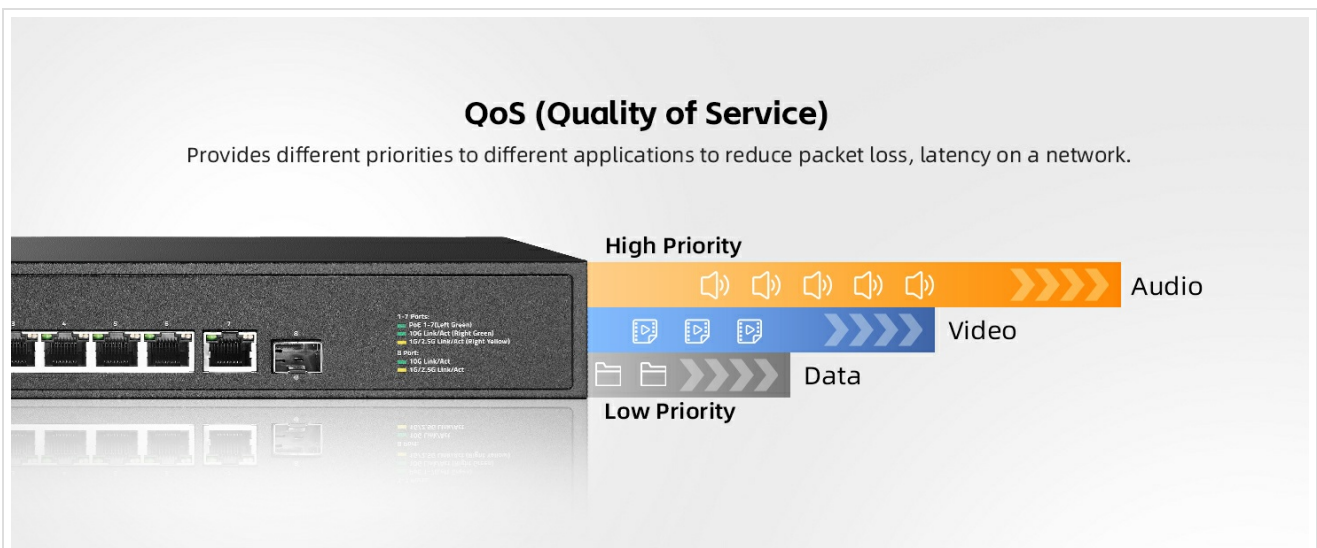 QoS (Quality of Service)
Provides different priorities to different applications to reduce packet loss, latency on a network.
High Priority
Audio
Video
Data
Low Priority
4
5
6
7
8
1-7 Ports:
PoE 1-7(Left Green)
10G Link/Act (Right Green)
1G/2.5G Link/Act (Right Yellow)
8 Port:
10G Link/Act
1G/2.5G Link/Act